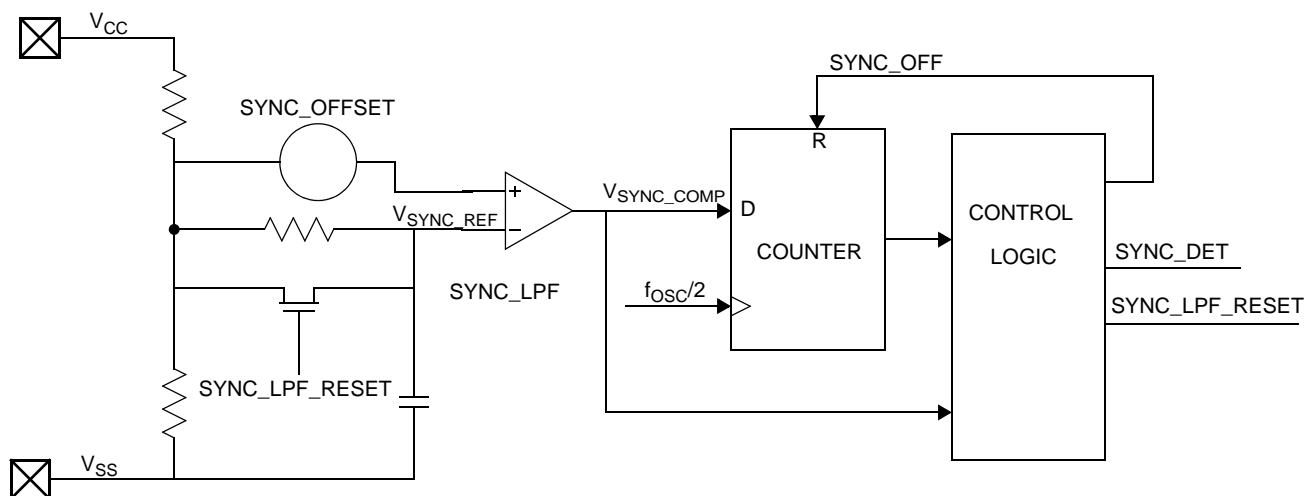 V_CC
SYNC_OFF
SYNC_OFFSET
R
+
V_SYNC_COMP
D
CONTROL
LOGIC
V_SYNC_REF
−
COUNTER
SYNC_DET
SYNC_LPF
f_OSC/2
SYNC_LPF_RESET
SYNC_LPF_RESET
V_SS